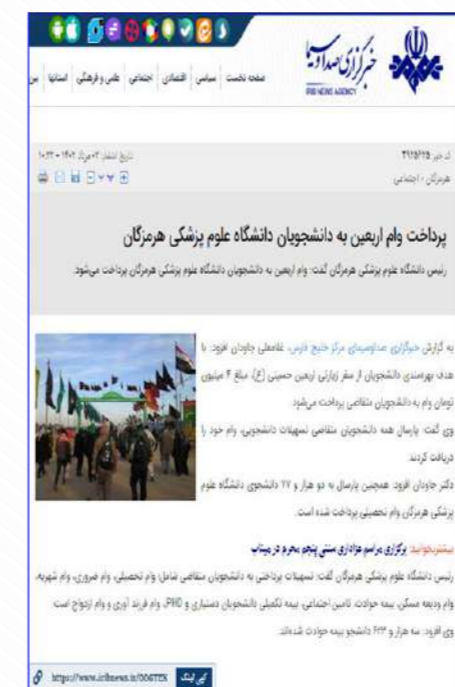 خبرگزاری صداوسیما
IRIB NEWS AGENCY
صفحه نخست سیاسی اقتصادی اجتماعی علمی و فرهنگی استانها بین
کد خبر: ۳۹۲۵۶۲۵
تاریخ انتشار: ۰۳ مرداد ۱۴۰۲ - ۱۰:۲۳
هرمزگان » اجتماعی
پرداخت وام اربعین به دانشجویان دانشگاه علوم پزشکی هرمزگان
رئیس دانشگاه علوم پزشکی هرمزگان گفت: وام اربعین به دانشجویان دانشگاه علوم پزشکی هرمزگان پرداخت می‌شود.
به گزارش خبرگزاری صداوسیمای مرکز خلیج فارس، غلامعلی جاودان افزود: با
هدف بهره‌مندی دانشجویان از سفر زیارتی اربعین حسینی (ع)، مبلغ ۴ میلیون
تومان وام به دانشجویان متقاضی پرداخت می‌شود.
وی گفت: پارسال همه دانشجویان متقاضی تسهیلات دانشجویی، وام خود را
دریافت کردند.
دکتر جاودان افزود: همچنین پارسال به دو هزار و ۲۷ دانشجوی دانشگاه علوم
پزشکی هرمزگان وام تحصیلی پرداخت شده است.
بیشتر بخوانید: برگزاری مراسم عزاداری سنتی پنجم محرم در میناب
رئیس دانشگاه علوم پزشکی هرمزگان گفت: تسهیلات پرداختی به دانشجویان متقاضی شامل: وام تحصیلی، وام ضروری، وام شهریه،
وام ودیعه مسکن، بیمه حوادث، تامین اجتماعی، بیمه تکمیلی دانشجویان دستیاری و PHD، وام فرزند آوری و وام ازدواج است.
وی افزود: سه هزار و ۶۲۳ دانشجو بیمه حوادث شده‌اند.
کپی لینک https://www.iribnews.ir/00GTEK